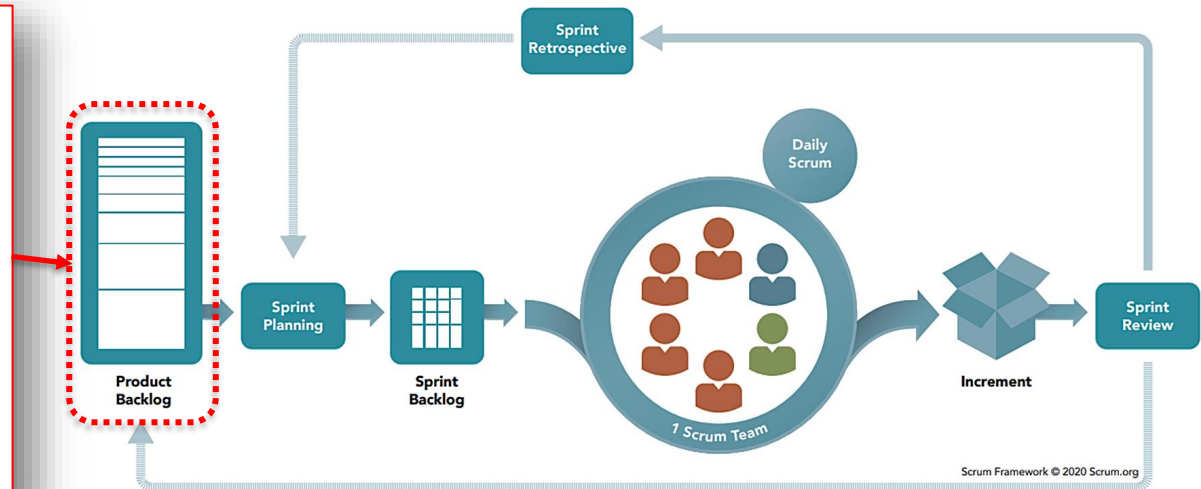 Sprint
Retrospective
Daily
Scrum
Sprint
Planning
Sprint
Review
Product
Backlog
Sprint
Backlog
Increment
1 Scrum Team
Scrum Framework © 2020 Scrum.org